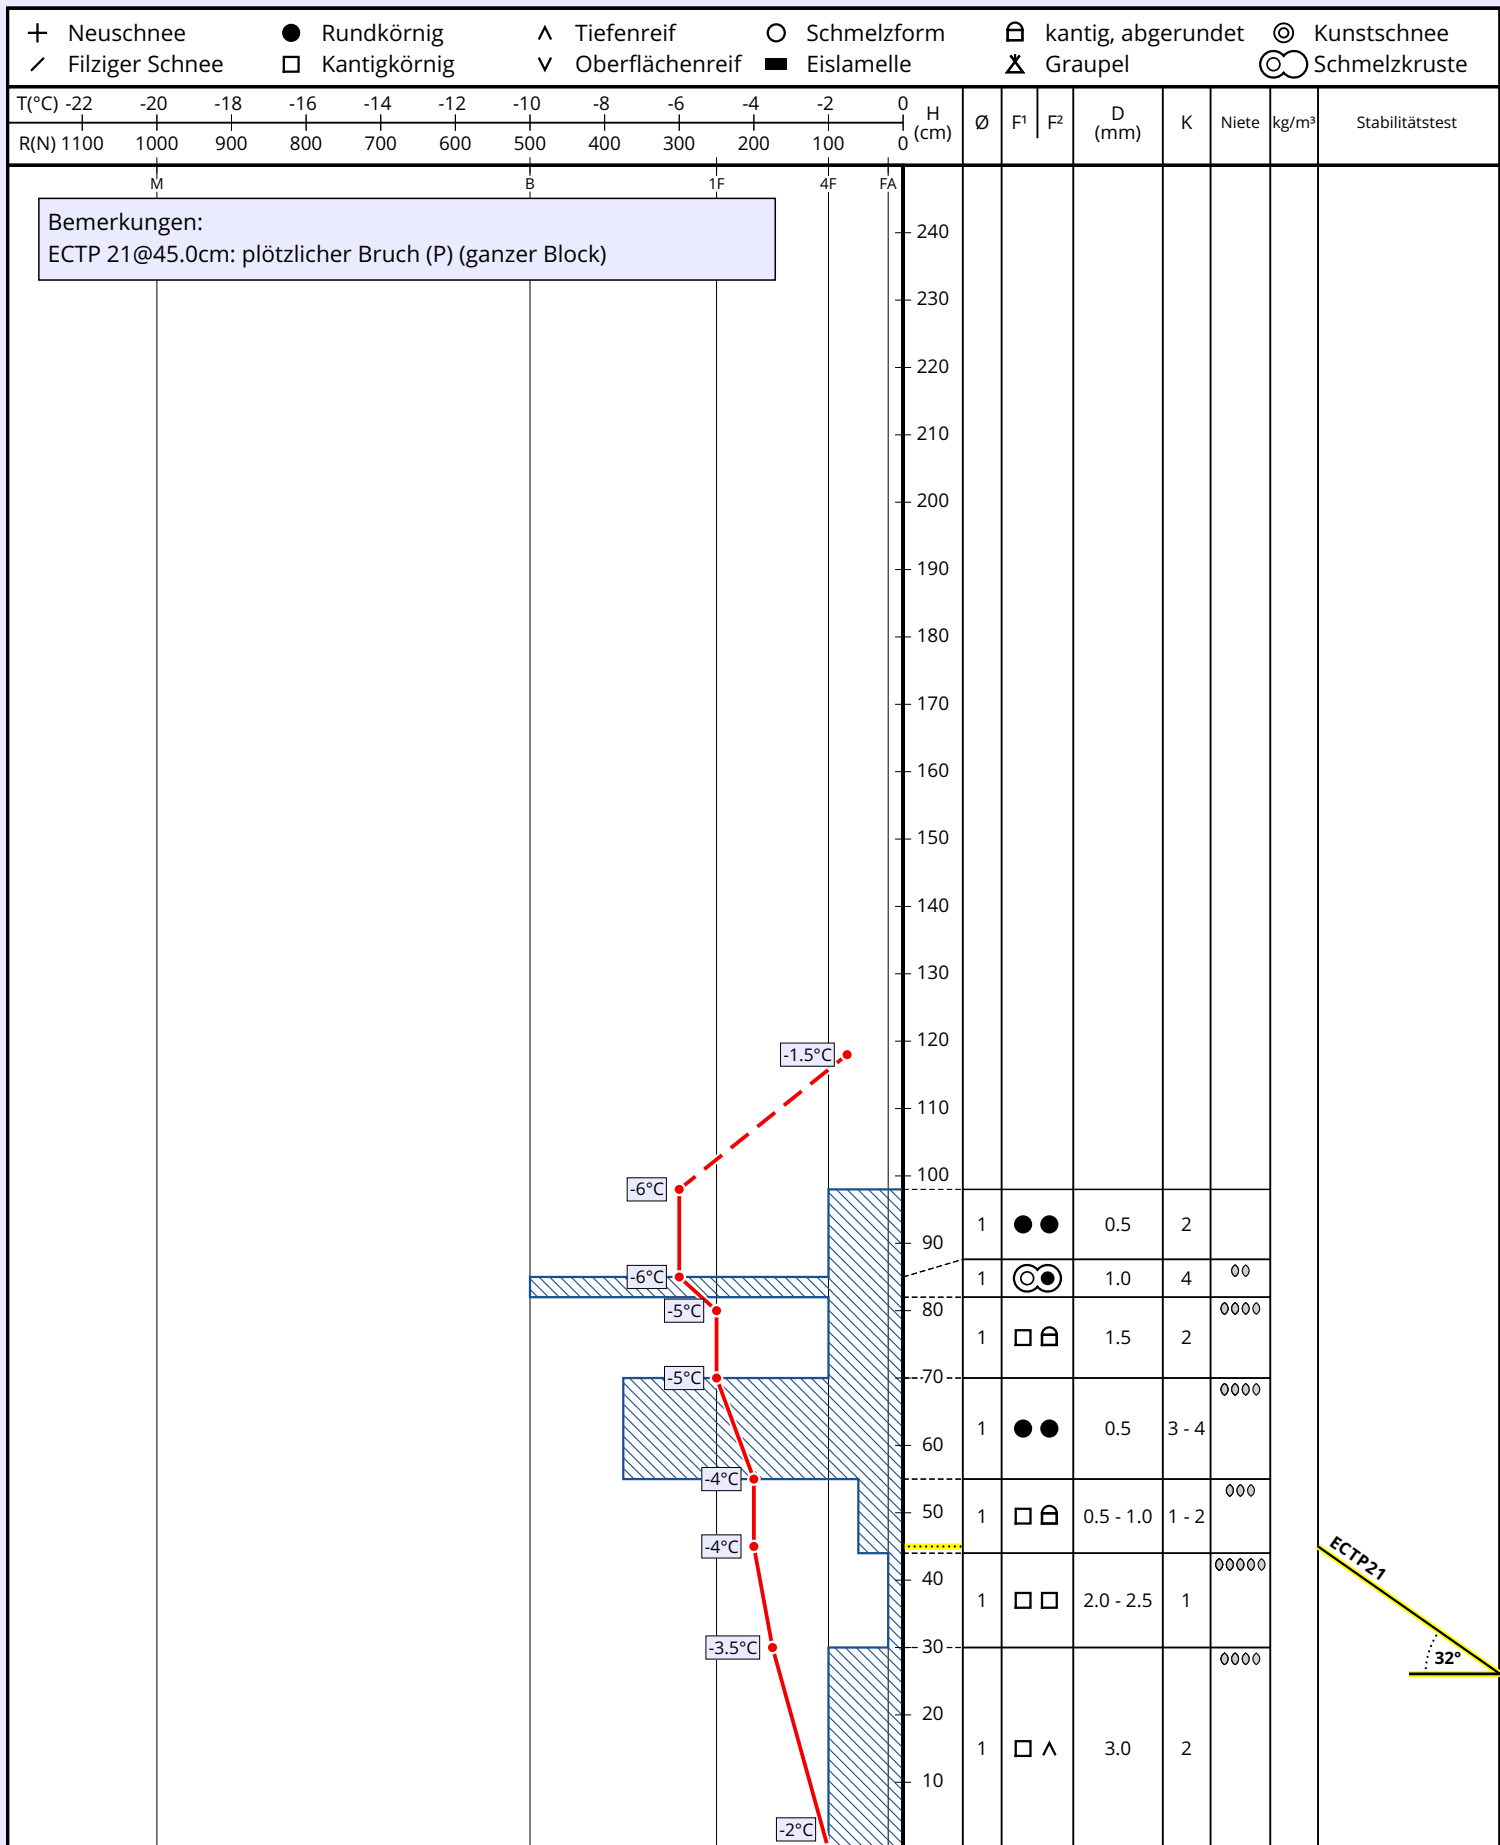 Neuschnee Rundkörnig Tiefenreif Schmelzform kantig, abgerundet Kunstschnee
Filziger Schnee Kantigkörnig Oberflächenreif Eislamelle Graupel Schmelzkruste
T(°C) -22 -20 -18 -16 -14 -12 -10 -8 -6 -4 -2 0
R(N) 1100 1000 900 800 700 600 500 400 300 200 100 0
H (cm) Ø F¹ F² D (mm) K Niete kg/m³ Stabilitätstest
M B 1F 4F FA
Bemerkungen:
ECTP 21@45.0cm: plötzlicher Bruch (P) (ganzer Block)
240
230
220
210
200
190
180
170
160
150
140
130
120
-1.5°C
110
100
-6°C
1 0.5 2
90
-6°C 1 1.0 4
-5°C 80
1 1.5 2
-5°C 70
1 0.5 3 - 4
60
-4°C
50 1 0.5 - 1.0 1 - 2
-4°C ECTP21
40
1 2.0 - 2.5 1
-3.5°C 30
32°
20
1 3.0 2
10
-2°C